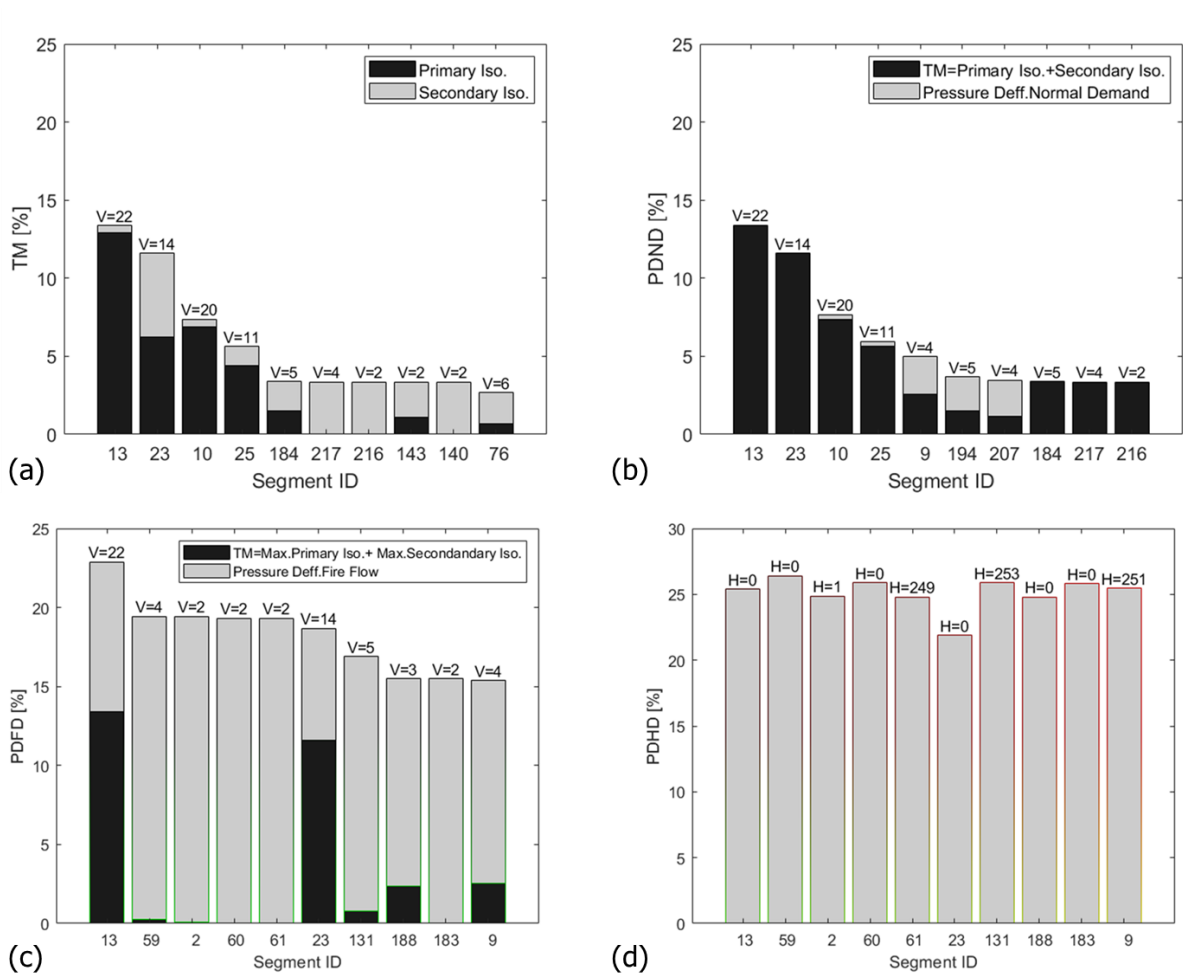 25
20
15
10
5
0
TM [%]
Primary Iso.
Secondary Iso.
V=22
V=14
V=20
V=11
V=5
V=4
V=2
V=2
V=2
V=6
13 23 10 25 184 217 216 143 140 76
Segment ID
(a)
25
20
15
10
5
0
PDND [%]
TM=Primary Iso.+Secondary Iso.
Pressure Deff.Normal Demand
V=22
V=14
V=20
V=11
V=4
V=5
V=4
V=5
V=4
V=2
13 23 10 25 9 194 207 184 217 216
Segment ID
(b)
25
20
15
10
5
0
PDFD [%]
TM=Max.Primary Iso.+ Max.Secondandary Iso.
Pressure Deff.Fire Flow
V=22
V=4
V=2
V=2
V=2
V=14
V=5
V=3
V=2
V=4
13 59 2 60 61 23 131 188 183 9
Segment ID
(c)
30
25
20
15
10
5
0
PDHD [%]
H=0
H=0
H=1
H=0
H=249
H=0
H=253
H=0
H=0
H=251
13 59 2 60 61 23 131 188 183 9
Segment ID
(d)